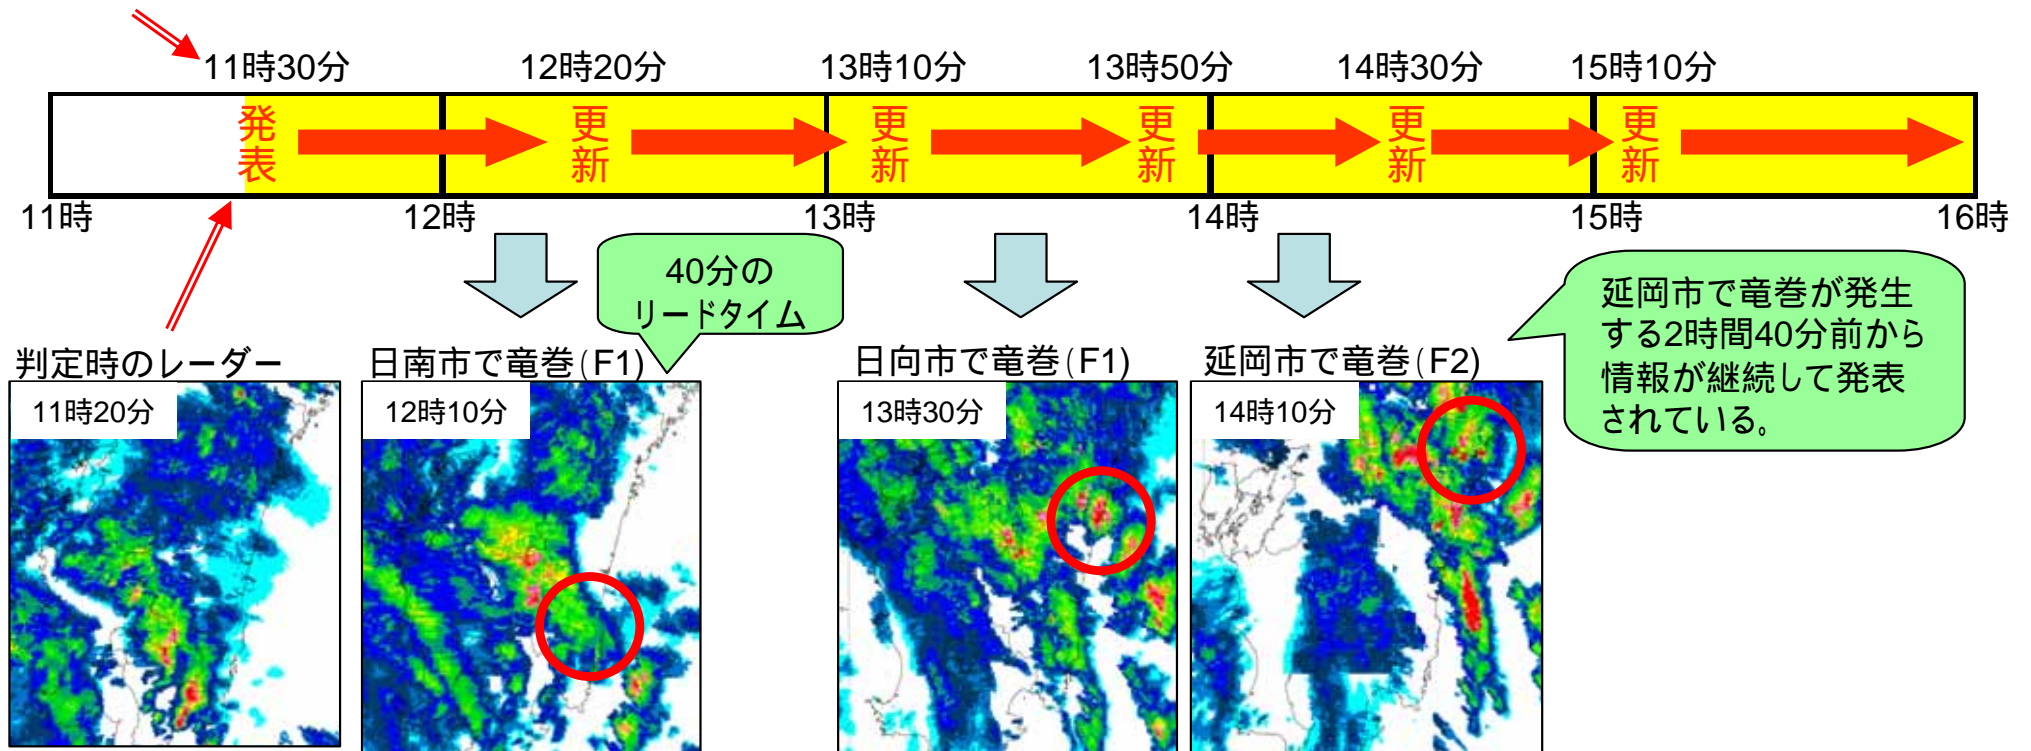 11時30分 12時20分 13時10分 13時50分 14時30分 15時10分
発表 更新 更新 更新 更新 更新
11時 12時 13時 14時 15時 16時
40分の
リードタイム
延岡市で竜巻が発生
する2時間40分前から
情報が継続して発表
されている。
判定時のレーダー
11時20分
日南市で竜巻(F1)
12時10分
日向市で竜巻(F1)
13時30分
延岡市で竜巻(F2)
14時10分